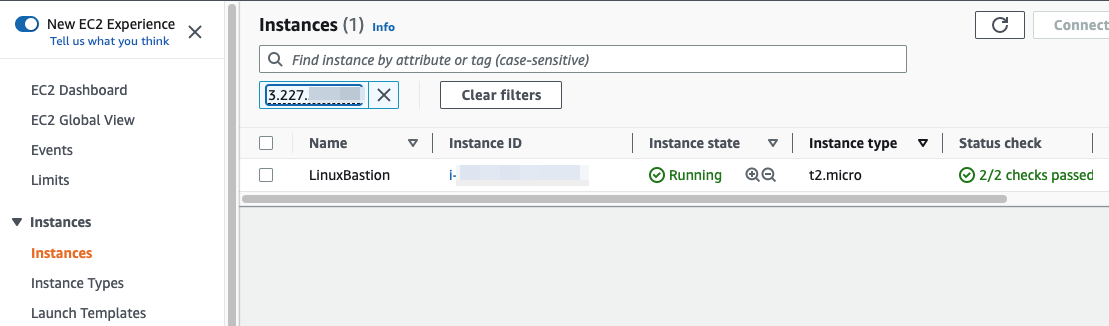 New EC2 Experience
Tell us what you think
EC2 Dashboard
EC2 Global View
Events
Limits
Instances
Instances
Instance Types
Launch Templates
Instances (1) Info
Connect
Find instance by attribute or tag (case-sensitive)
3.227.
Clear filters
Name Instance ID Instance state Instance type Status check
LinuxBastion i- Running t2.micro 2/2 checks passed